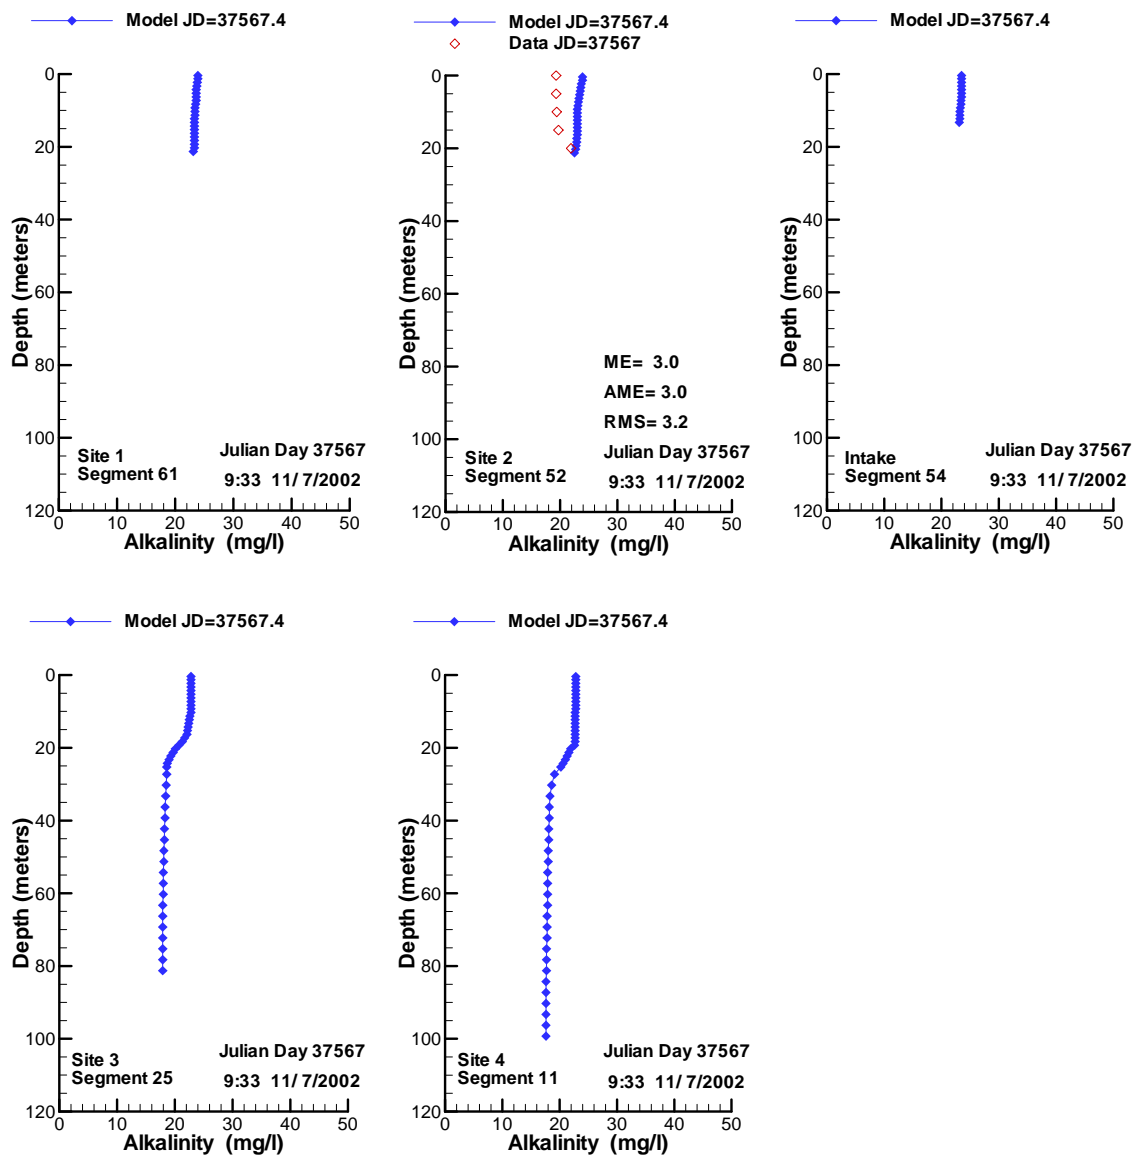 Model JD=37567.4
0
20
40
60
80
100
120
Depth (meters)
Site 1
Segment 61
Julian Day 37567
9:33 11/ 7/2002
0 10 20 30 40 50
Alkalinity (mg/l)
Model JD=37567.4
Data JD=37567
0
20
40
60
80
100
120
Depth (meters)
ME= 3.0
AME= 3.0
RMS= 3.2
Site 2
Segment 52
Julian Day 37567
9:33 11/ 7/2002
0 10 20 30 40 50
Alkalinity (mg/l)
Model JD=37567.4
0
20
40
60
80
100
120
Depth (meters)
Intake
Segment 54
Julian Day 37567
9:33 11/ 7/2002
0 10 20 30 40 50
Alkalinity (mg/l)
Model JD=37567.4
0
20
40
60
80
100
120
Depth (meters)
Site 3
Segment 25
Julian Day 37567
9:33 11/ 7/2002
0 10 20 30 40 50
Alkalinity (mg/l)
Model JD=37567.4
0
20
40
60
80
100
120
Depth (meters)
Site 4
Segment 11
Julian Day 37567
9:33 11/ 7/2002
0 10 20 30 40 50
Alkalinity (mg/l)